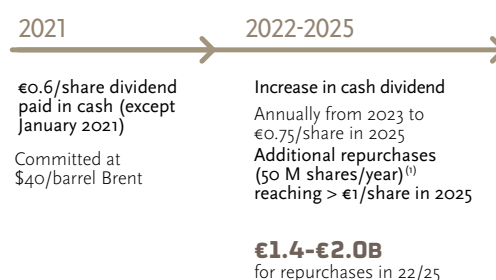 2021
€0.6/share dividend
paid in cash (except
January 2021)
Committed at
$40/barrel Brent
2022-2025
Increase in cash dividend
Annually from 2023 to
€0.75/share in 2025
Additional repurchases
(50 M shares/year)(1)
reaching > €1/share in 2025
€1.4-€2.0B
for repurchases in 22/25